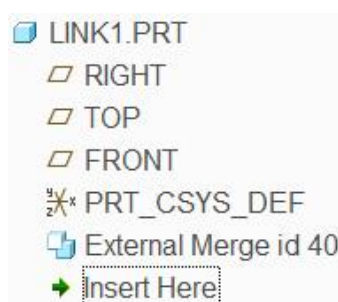 LINK1.PRT
RIGHT
TOP
FRONT
PRT_CSYS_DEF
External Merge id 40
Insert Here